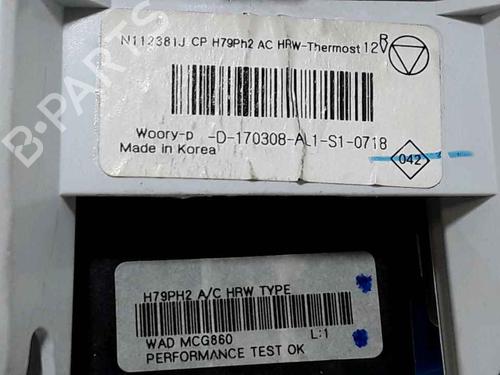 N112381J CP H79Ph2 AC HRW-Thermost 12V R
Woory-p -D-170308-AL1-S1-0718
Made in Korea
042
H79PH2 A/C HRW TYPE
WAD MCG860 L:1
PERFORMANCE TEST OK
B-PARTS